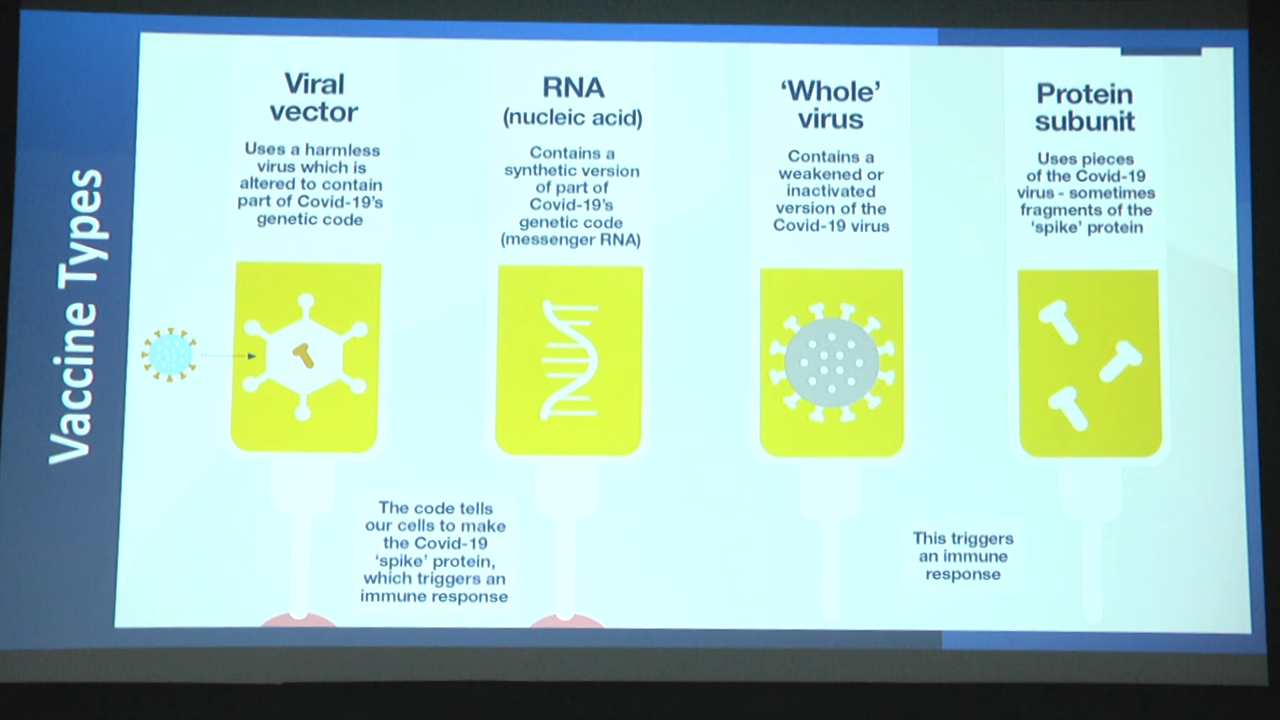 Vaccine Types
Viral
vector
Uses a harmless
virus which is
altered to contain
part of Covid-19's
genetic code
RNA
(nucleic acid)
Contains a
synthetic version
of part of
Covid-19's
genetic code
(messenger RNA)
‘Whole’
virus
Contains a
weakened or
inactivated
version of the
Covid-19 virus
Protein
subunit
Uses pieces
of the Covid-19
virus - sometimes
fragments of the
‘spike’ protein
The code tells
our cells to make
the Covid-19
‘spike’ protein,
which triggers an
immune response
This triggers
an immune
response